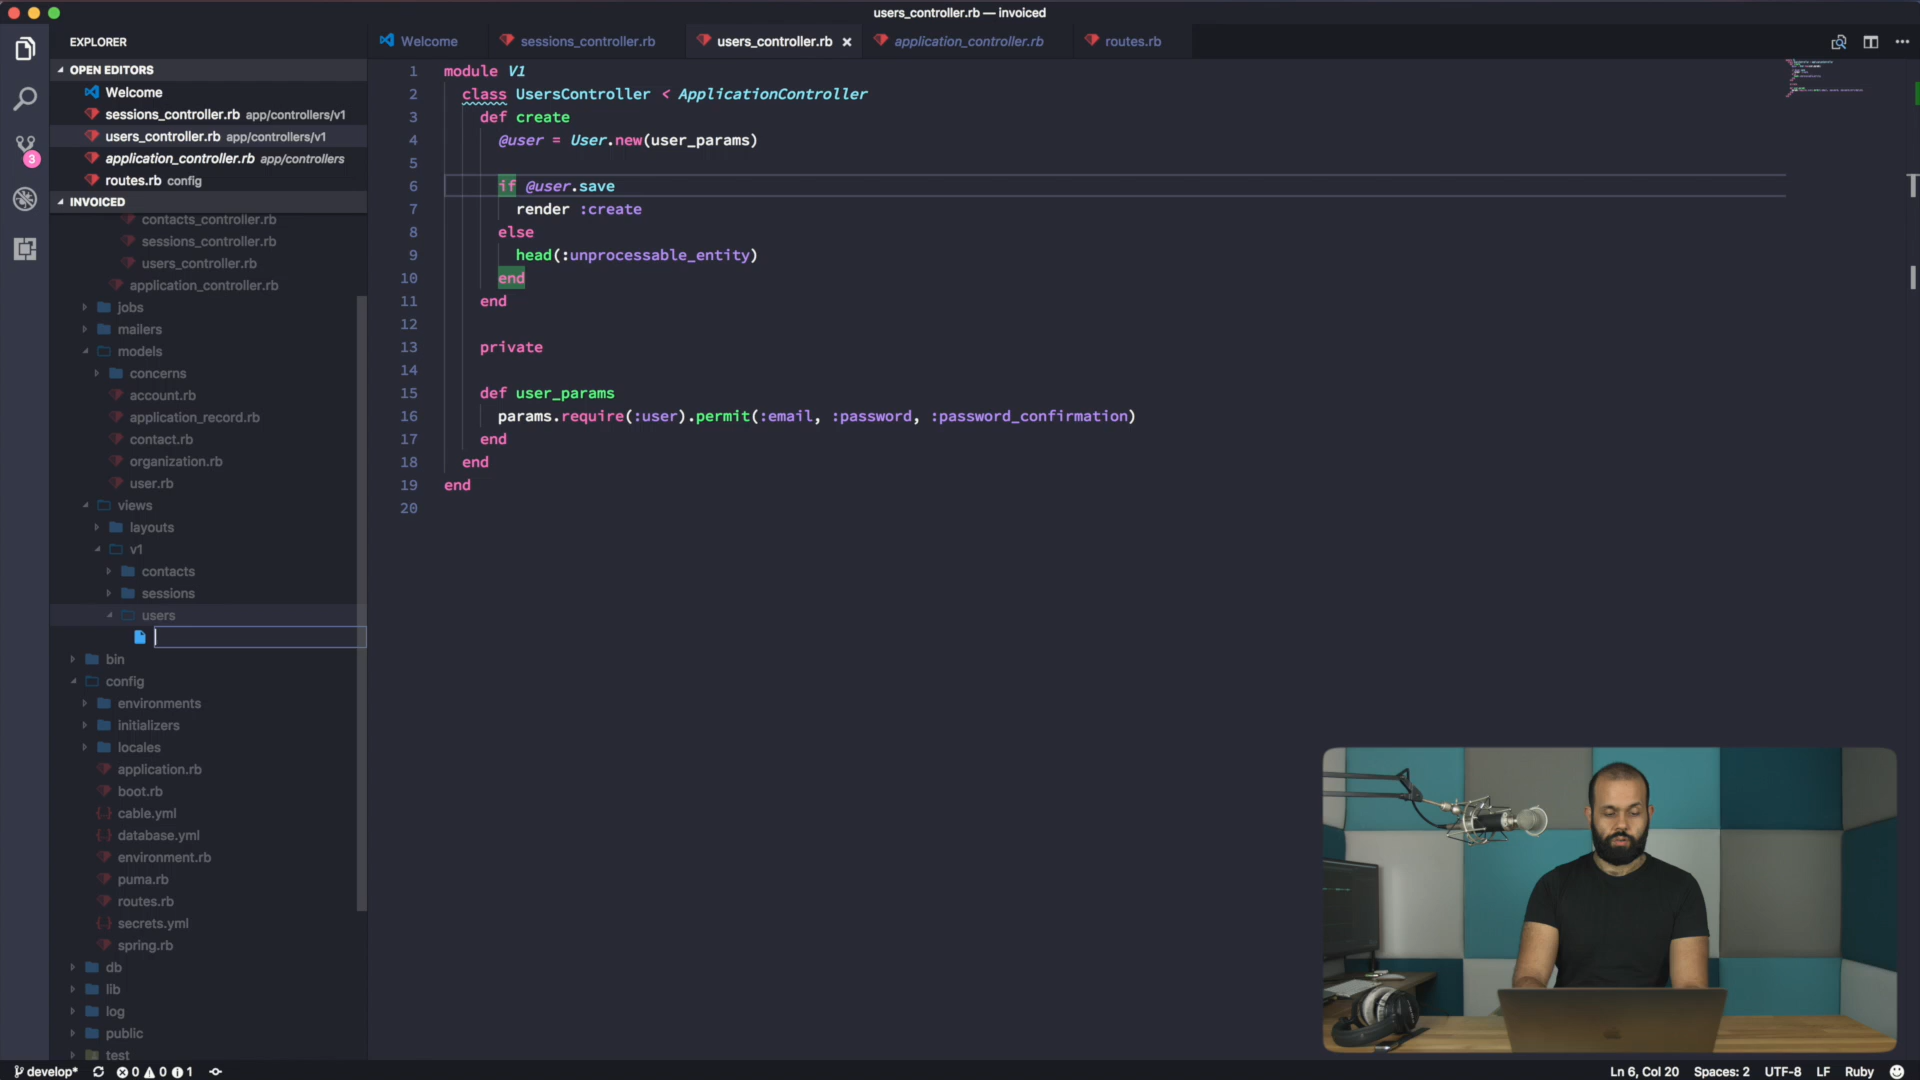 users_controller.rb — invoiced
EXPLORER
OPEN EDITORS
Welcome
sessions_controller.rb app/controllers/v1
users_controller.rb app/controllers/v1
application_controller.rb app/controllers
routes.rb config
INVOICED
contacts_controller.rb
sessions_controller.rb
users_controller.rb
application_controller.rb
jobs
mailers
models
concerns
account.rb
application_record.rb
contact.rb
organization.rb
user.rb
views
layouts
v1
contacts
sessions
users
bin
config
environments
initializers
locales
application.rb
boot.rb
cable.yml
database.yml
environment.rb
puma.rb
routes.rb
secrets.yml
spring.rb
db
lib
log
public
test
3
Welcome
sessions_controller.rb
users_controller.rb
application_controller.rb
routes.rb
1 module V1
2 class UsersController < ApplicationController
3 def create
4 @user = User.new(user_params)
5
6 if @user.save
7 render :create
8 else
9 head(:unprocessable_entity)
10 end
11 end
12
13 private
14
15 def user_params
16 params.require(:user).permit(:email, :password, :password_confirmation)
17 end
18 end
19 end
20
develop* 0 0 1
Ln 6, Col 20 Spaces: 2 UTF-8 LF Ruby